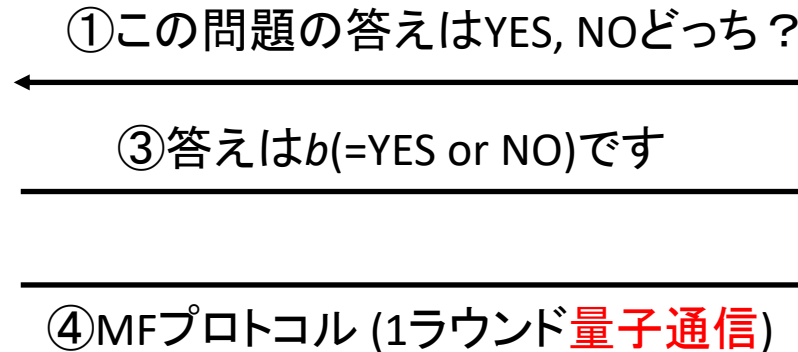 ①この問題の答えはYES, NOどっち？
③答えはb(=YES or NO)です
④MFプロトコル (1ラウンド量子通信)